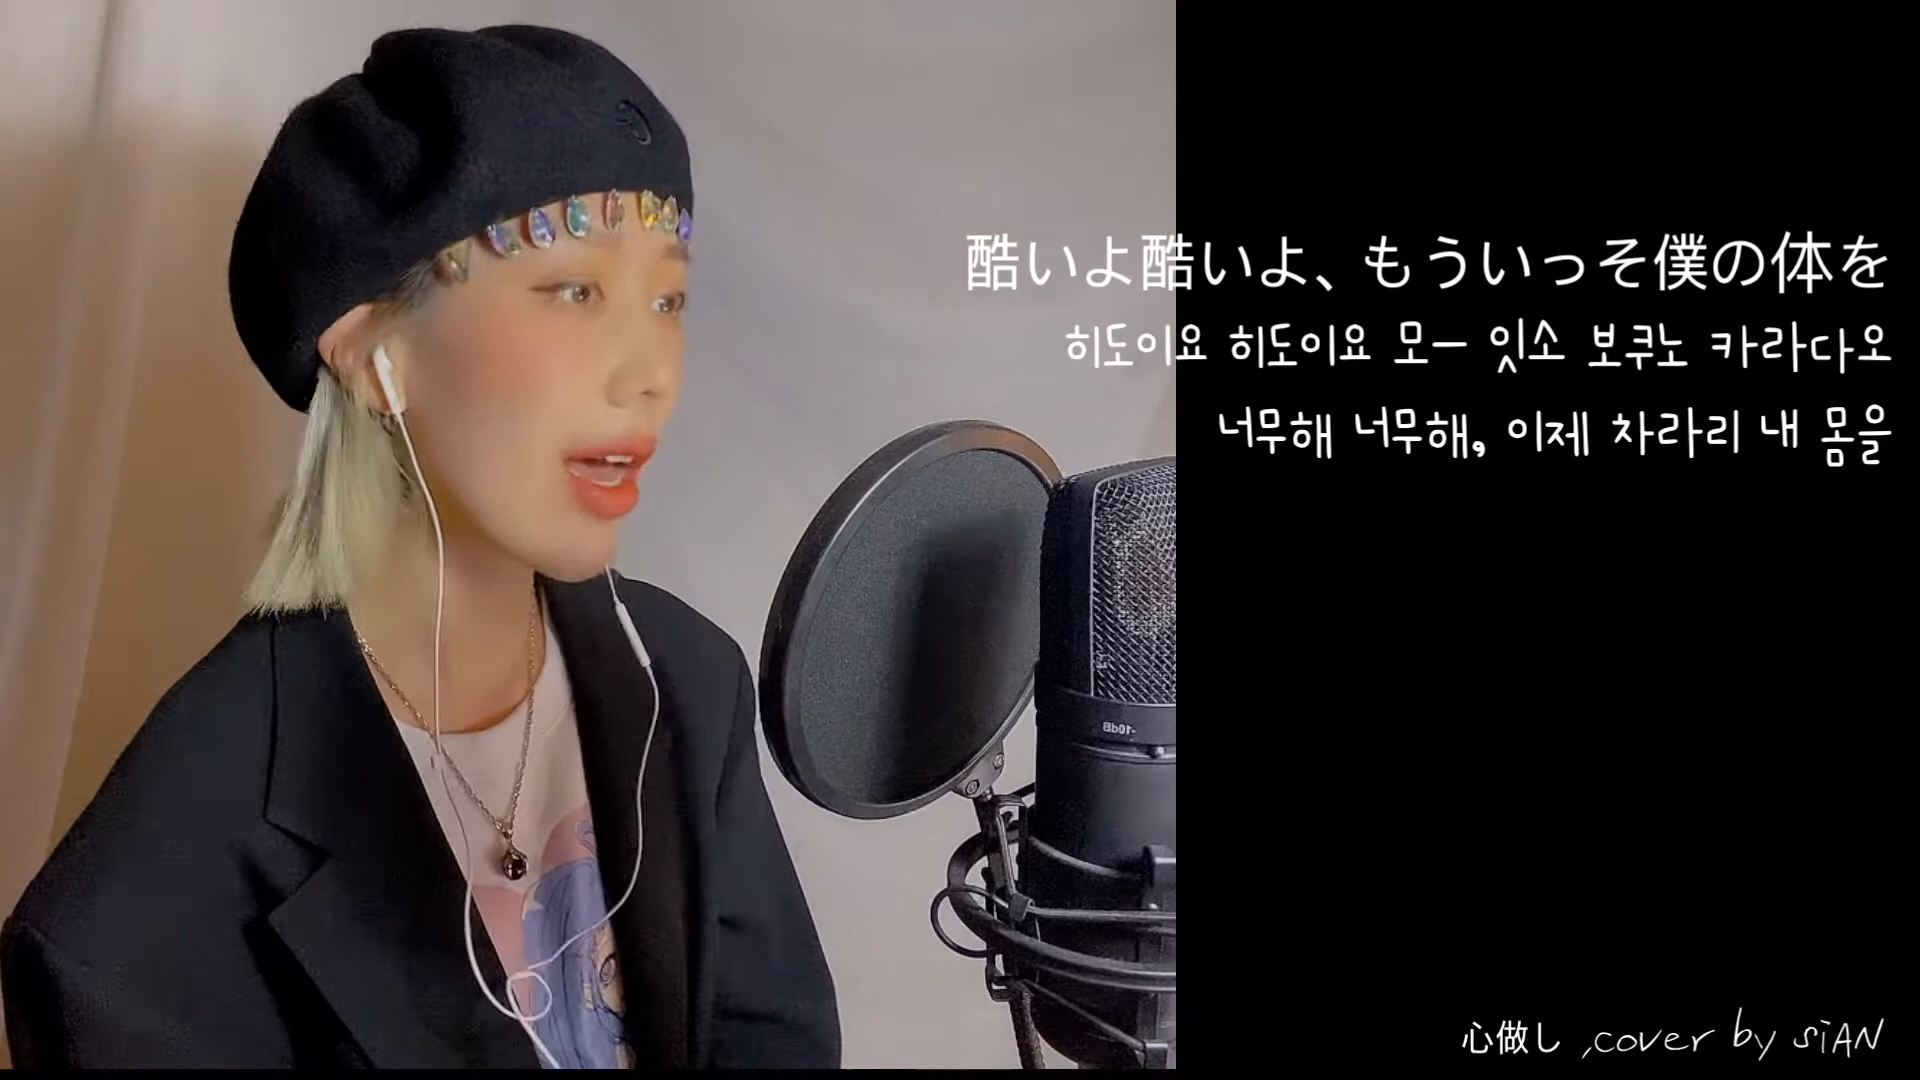 酷いよ酷いよ、もういっそ僕の体を
히도이요 히도이요 모ー 잇소 보쿠노 카라다오
너무해 너무해, 이제 차라리 내 몸을
-10dB
心做し ,cover by siAN